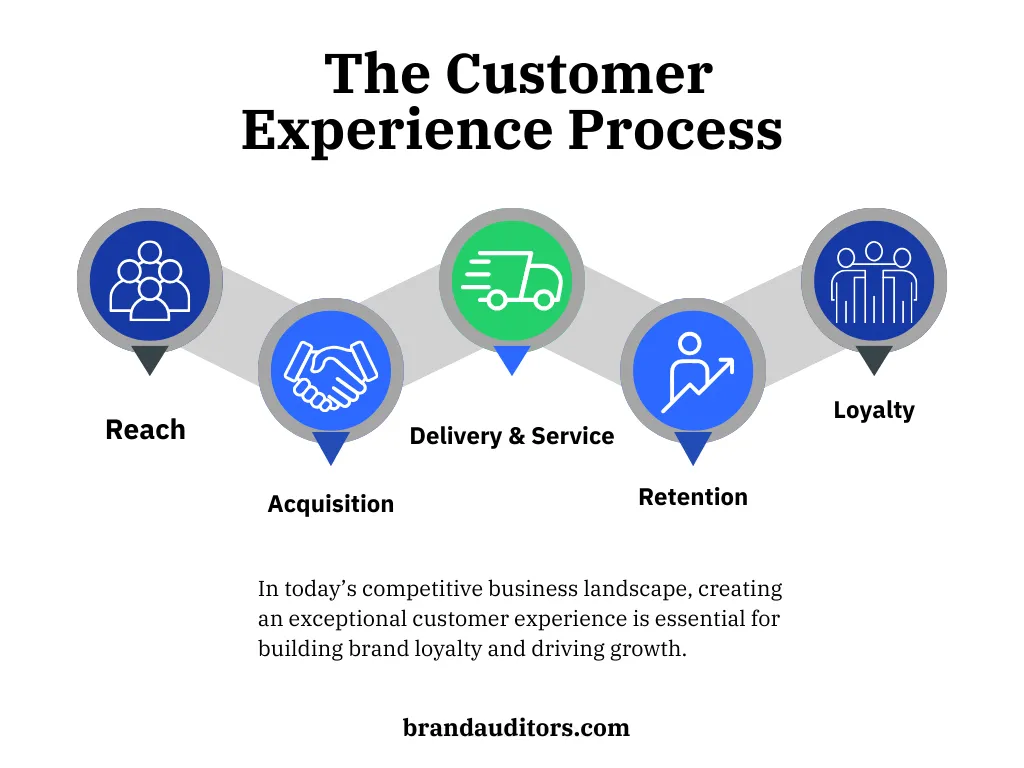 The Customer
Experience Process
Reach
Acquisition
Delivery & Service
Retention
Loyalty
In today’s competitive business landscape, creating
an exceptional customer experience is essential for
building brand loyalty and driving growth.
brandauditors.com